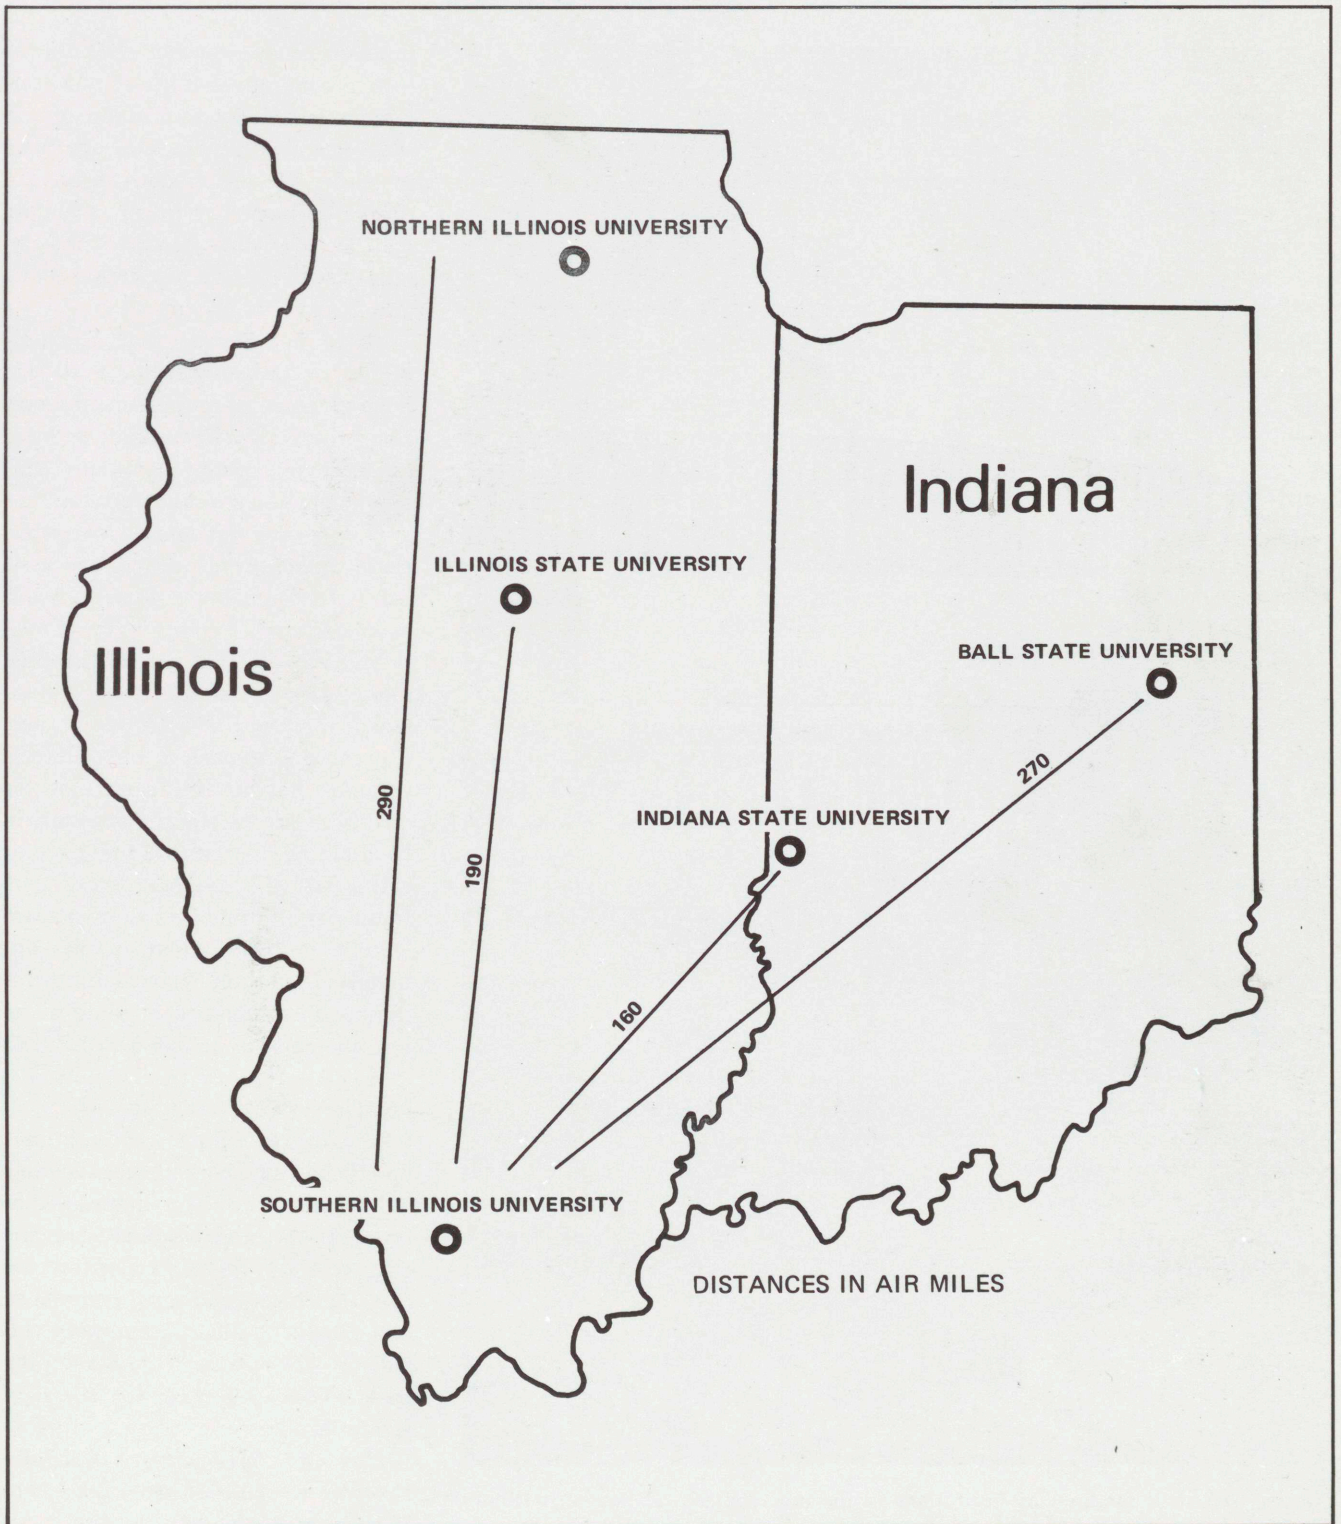 NORTHERN ILLINOIS UNIVERSITY
Indiana
ILLINOIS STATE UNIVERSITY
Illinois
BALL STATE UNIVERSITY
270
290
INDIANA STATE UNIVERSITY
190
160
SOUTHERN ILLINOIS UNIVERSITY
DISTANCES IN AIR MILES